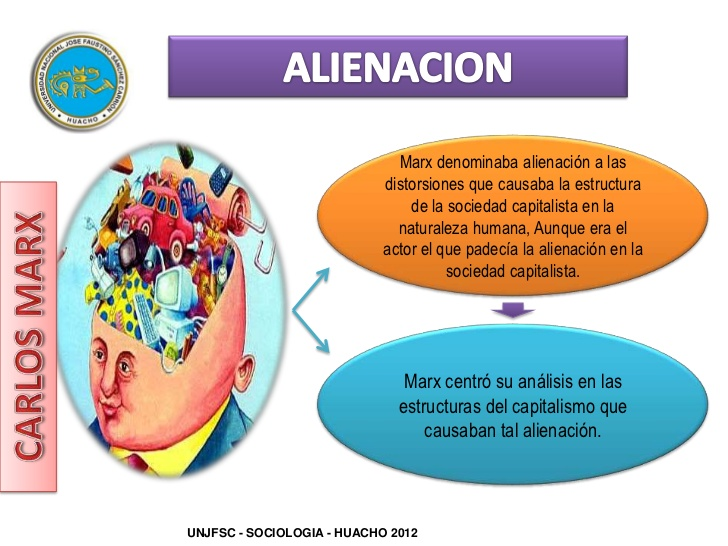 UNIVERSIDAD NACIONAL JOSE FAUSTINO SÁNCHEZ CARRIÓN
HUACHO
ALIENACION
CARLOS MARX
Marx denominaba alienación a las
distorsiones que causaba la estructura
de la sociedad capitalista en la
naturaleza humana, Aunque era el
actor el que padecía la alienación en la
sociedad capitalista.
Marx centró su análisis en las
estructuras del capitalismo que
causaban tal alienación.
UNJFSC - SOCIOLOGIA - HUACHO 2012